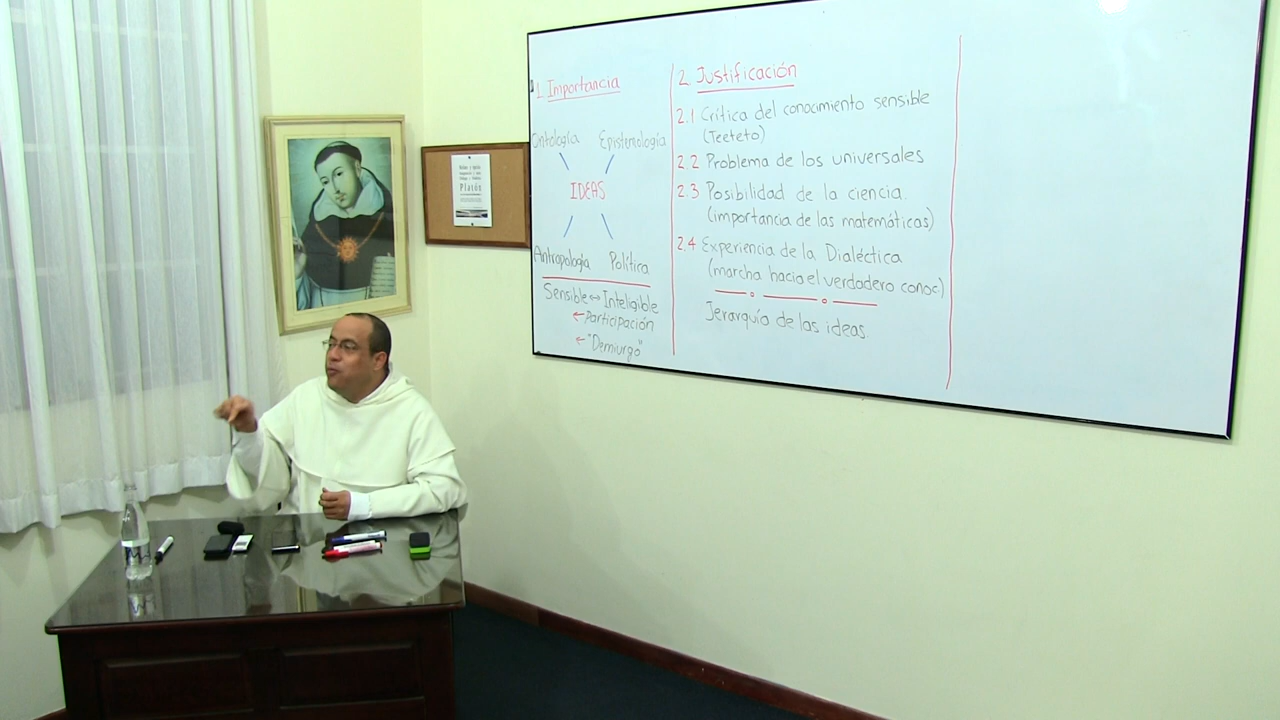 1. Importancia
Ontología Epistemología
IDEAS
Antropología Política
Sensible ↔ Inteligible
← Participación
← "Demiurgo"
2. Justificación
2.1 Crítica del conocimiento sensible
(Teeteto)
2.2 Problema de los universales
2.3 Posibilidad de la ciencia.
(importancia de las matemáticas)
2.4 Experiencia de la Dialéctica
(marcha hacia el verdadero conoc)
Jerarquía de las ideas.
Platón